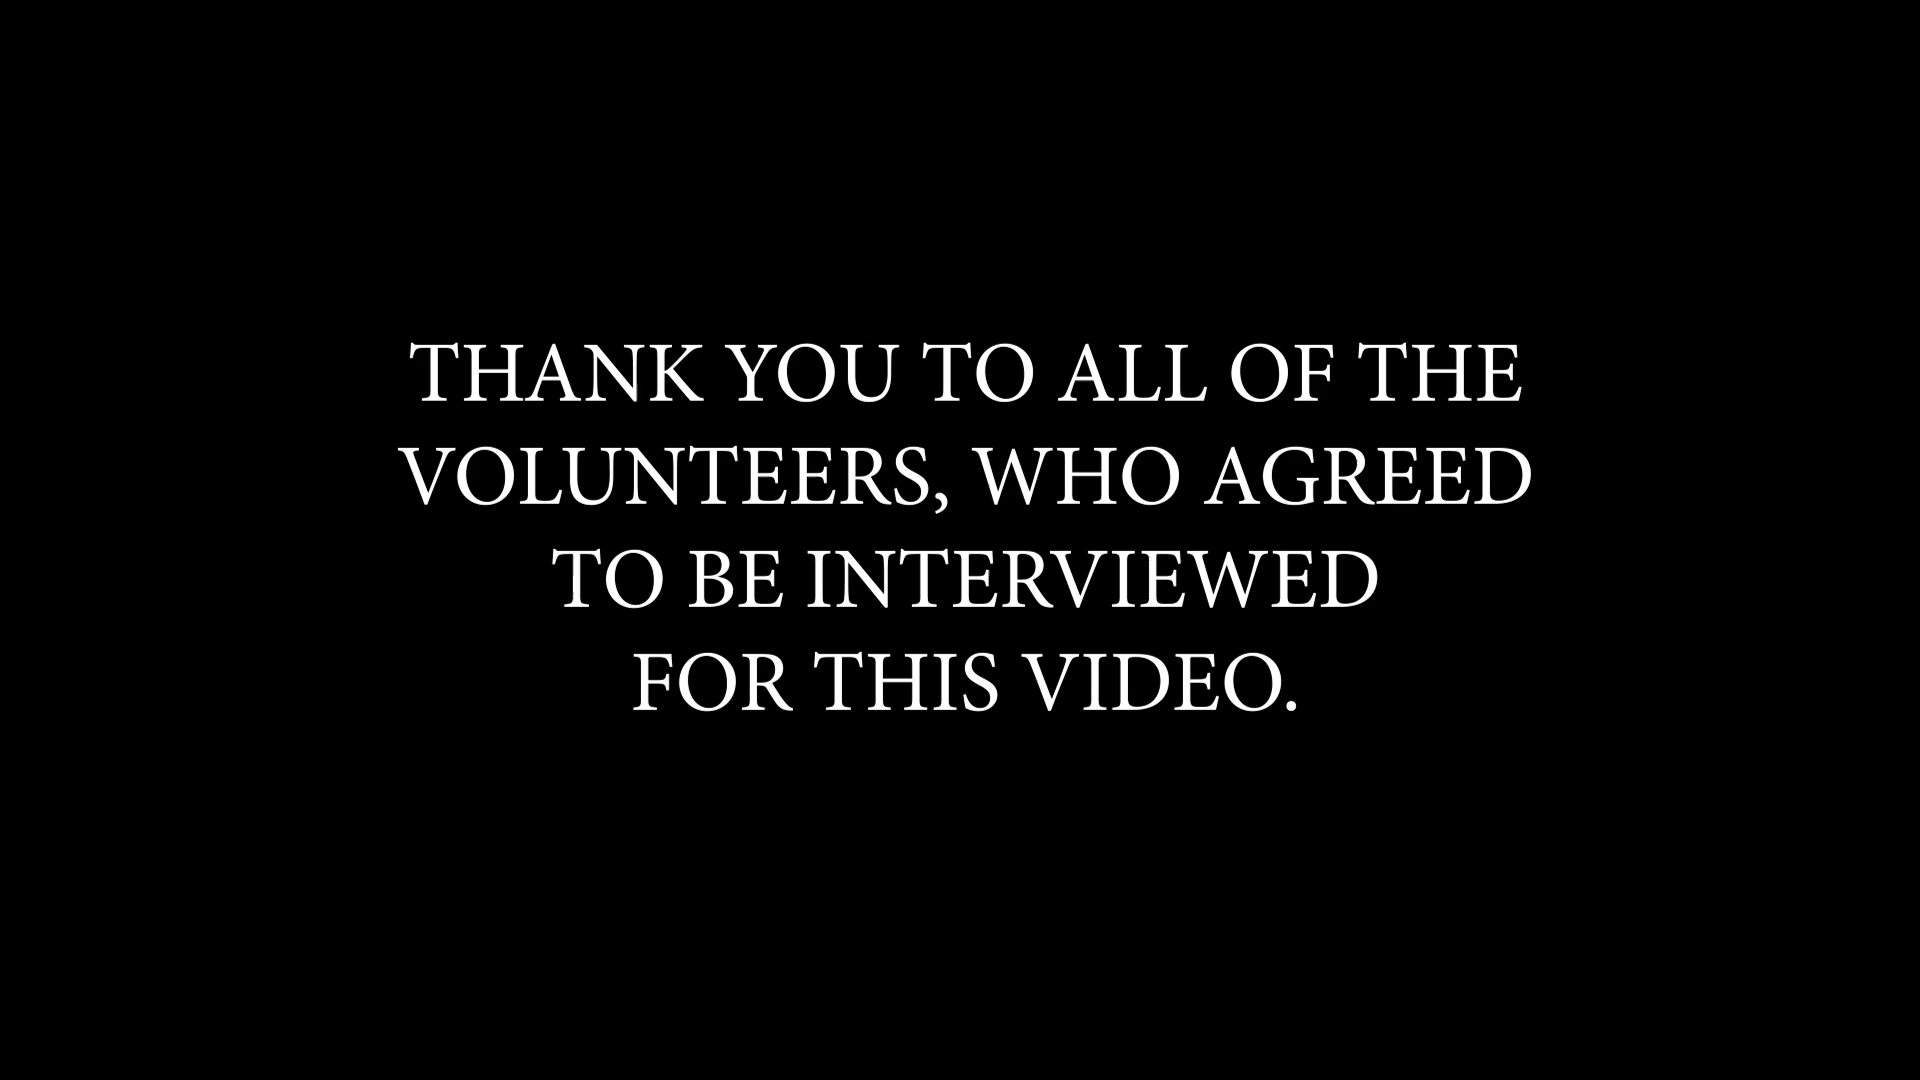 THANK YOU TO ALL OF THE
VOLUNTEERS, WHO AGREED
TO BE INTERVIEWED
FOR THIS VIDEO.